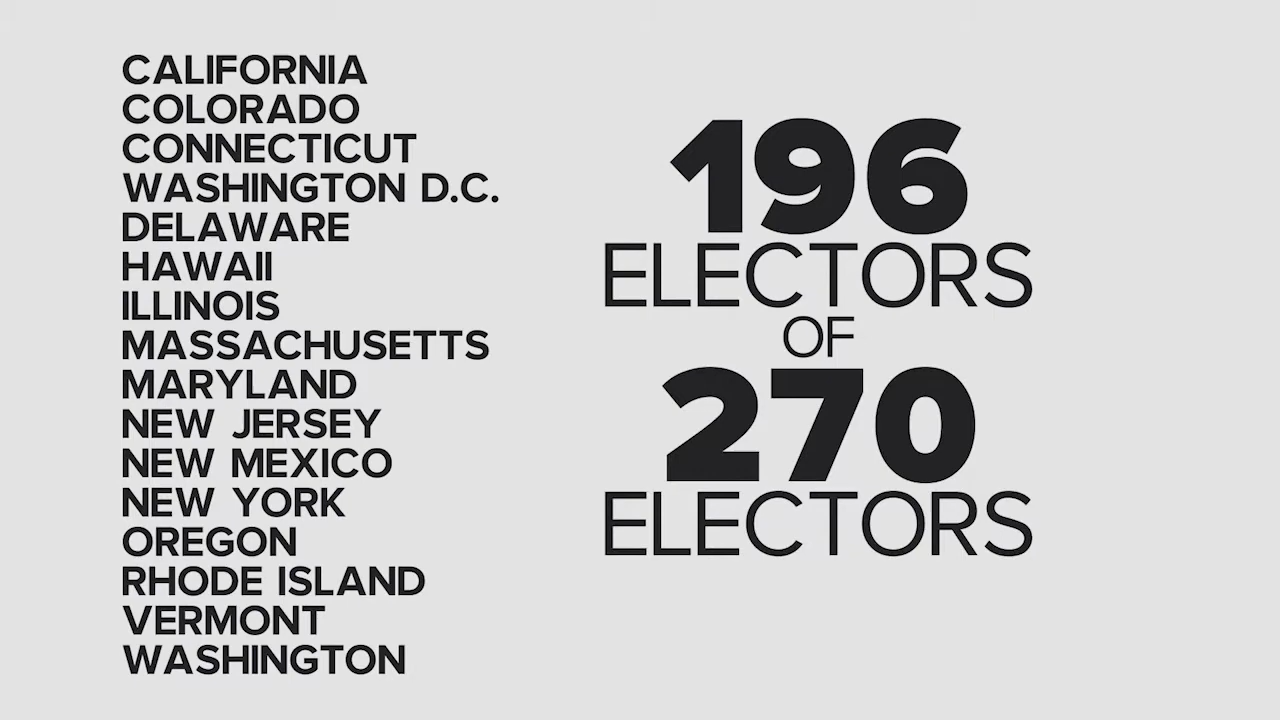 CALIFORNIA
COLORADO
CONNECTICUT
WASHINGTON D.C.
DELAWARE
HAWAII
ILLINOIS
MASSACHUSETTS
MARYLAND
NEW JERSEY
NEW MEXICO
NEW YORK
OREGON
RHODE ISLAND
VERMONT
WASHINGTON
196
ELECTORS
OF
270
ELECTORS